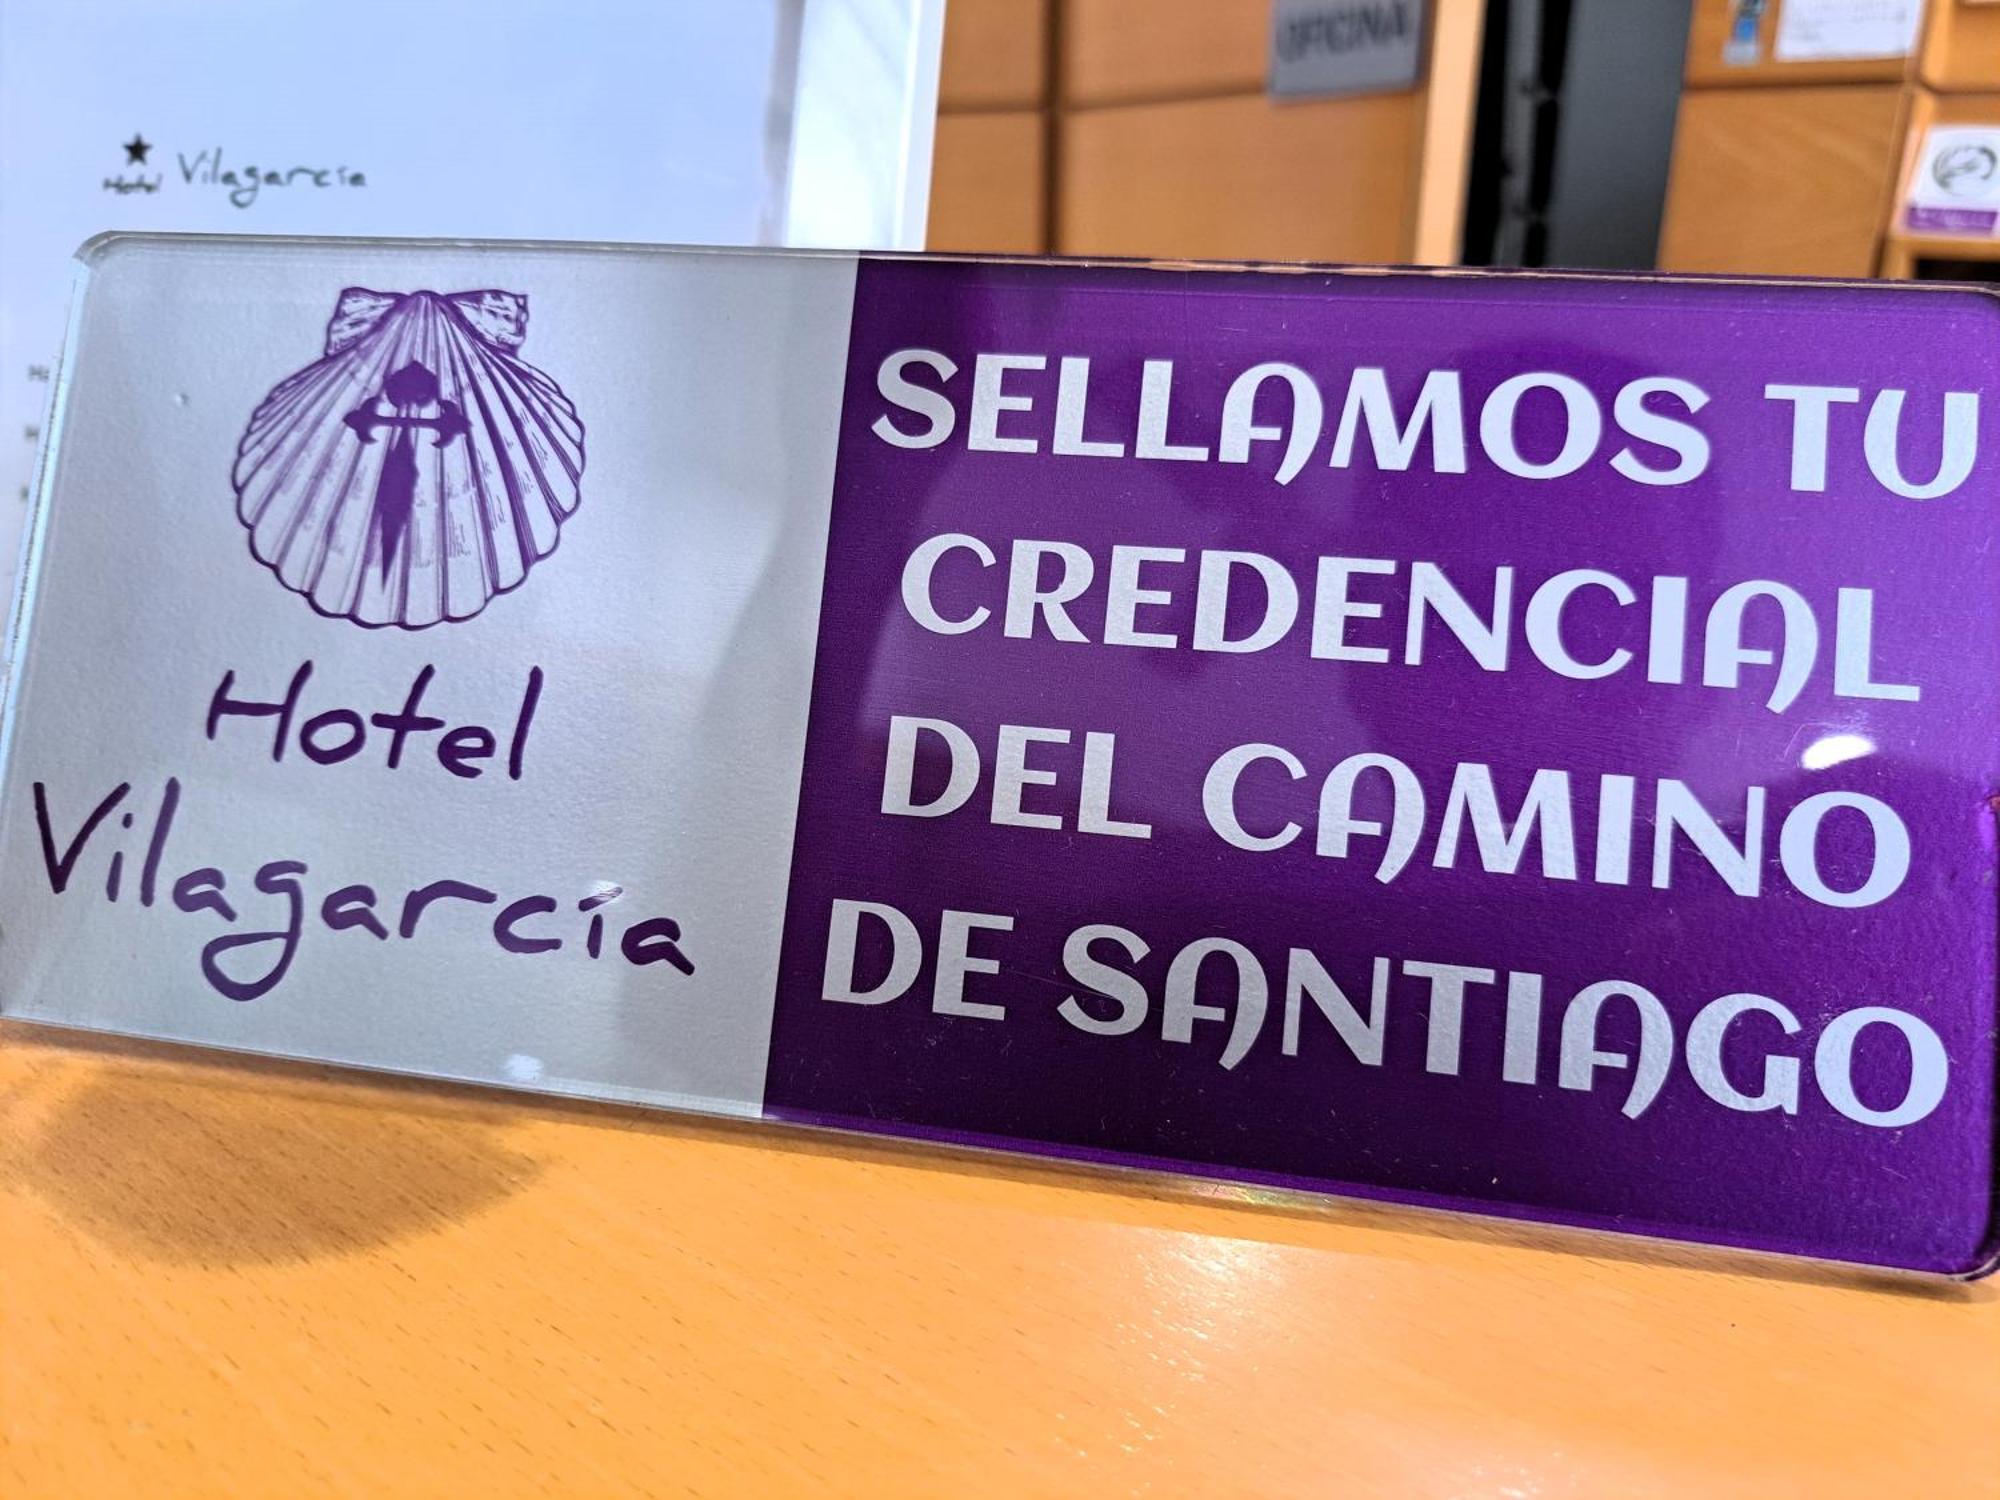 OFICINA
Hotel Vilagarcía
Hotel
Vilagarcía
SELLAMOS TU
CREDENCIAL
DEL CAMINO
DE SANTIAGO